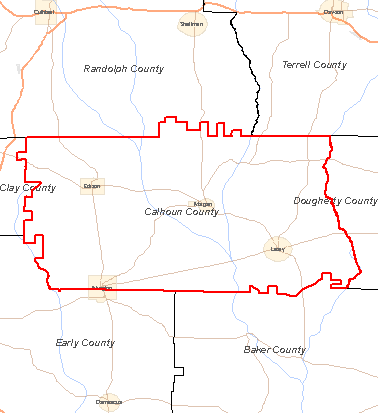 Cuthbert
Dawson
Shellman
Terrell County
Randolph County
Clay County
Edison
Morgan
Calhoun County
Dougherty County
Leary
Arlington
Early County
Baker County
Damascus